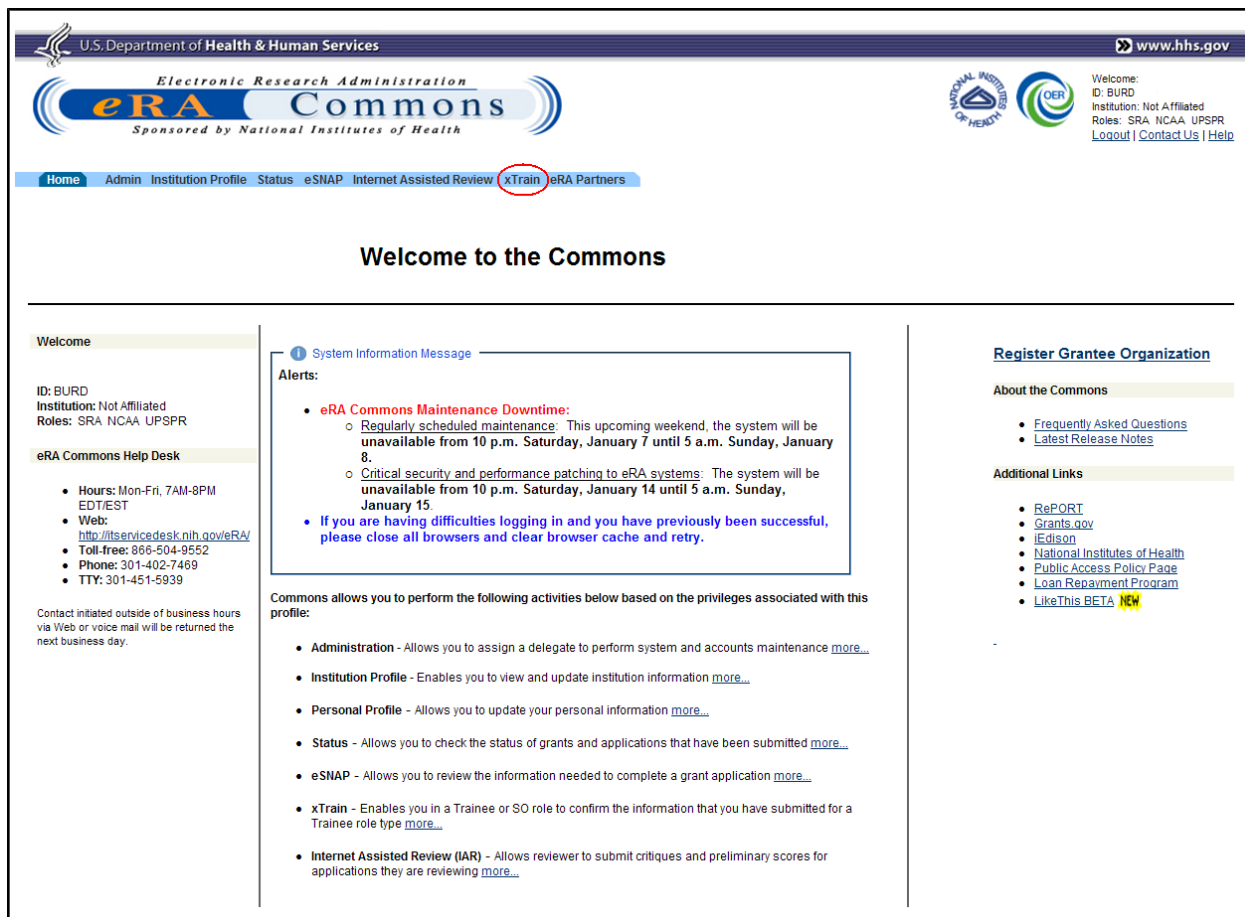 U.S. Department of Health & Human Services
www.hhs.gov
Electronic Research Administration
eRA Commons
Sponsored by National Institutes of Health
NATIONAL INSTITUTES OF HEALTH
OER
Welcome:
ID: BURD
Institution: Not Affiliated
Roles: SRA NCAA UPSPR
Logout | Contact Us | Help
Home Admin Institution Profile Status eSNAP Internet Assisted Review xTrain eRA Partners
Welcome to the Commons
Welcome
ID: BURD
Institution: Not Affiliated
Roles: SRA NCAA UPSPR
eRA Commons Help Desk
• Hours: Mon-Fri, 7AM-8PM
EDT/EST
• Web:
http://itservicedesk.nih.gov/eRA/
• Toll-free: 866-504-9552
• Phone: 301-402-7469
• TTY: 301-451-5939
Contact initiated outside of business hours
via Web or voice mail will be returned the
next business day.
System Information Message
Alerts:
• eRA Commons Maintenance Downtime:
o Regularly scheduled maintenance: This upcoming weekend, the system will be
unavailable from 10 p.m. Saturday, January 7 until 5 a.m. Sunday, January
8.
o Critical security and performance patching to eRA systems: The system will be
unavailable from 10 p.m. Saturday, January 14 until 5 a.m. Sunday,
January 15.
• If you are having difficulties logging in and you have previously been successful,
please close all browsers and clear browser cache and retry.
Commons allows you to perform the following activities below based on the privileges associated with this
profile:
• Administration - Allows you to assign a delegate to perform system and accounts maintenance more...
• Institution Profile - Enables you to view and update institution information more...
• Personal Profile - Allows you to update your personal information more...
• Status - Allows you to check the status of grants and applications that have been submitted more...
• eSNAP - Allows you to review the information needed to complete a grant application more...
• xTrain - Enables you in a Trainee or SO role to confirm the information that you have submitted for a
Trainee role type more...
• Internet Assisted Review (IAR) - Allows reviewer to submit critiques and preliminary scores for
applications they are reviewing more...
Register Grantee Organization
About the Commons
• Frequently Asked Questions
• Latest Release Notes
Additional Links
• RePORT
• Grants.gov
• iEdison
• National Institutes of Health
• Public Access Policy Page
• Loan Repayment Program
• LikeThis BETA NEW